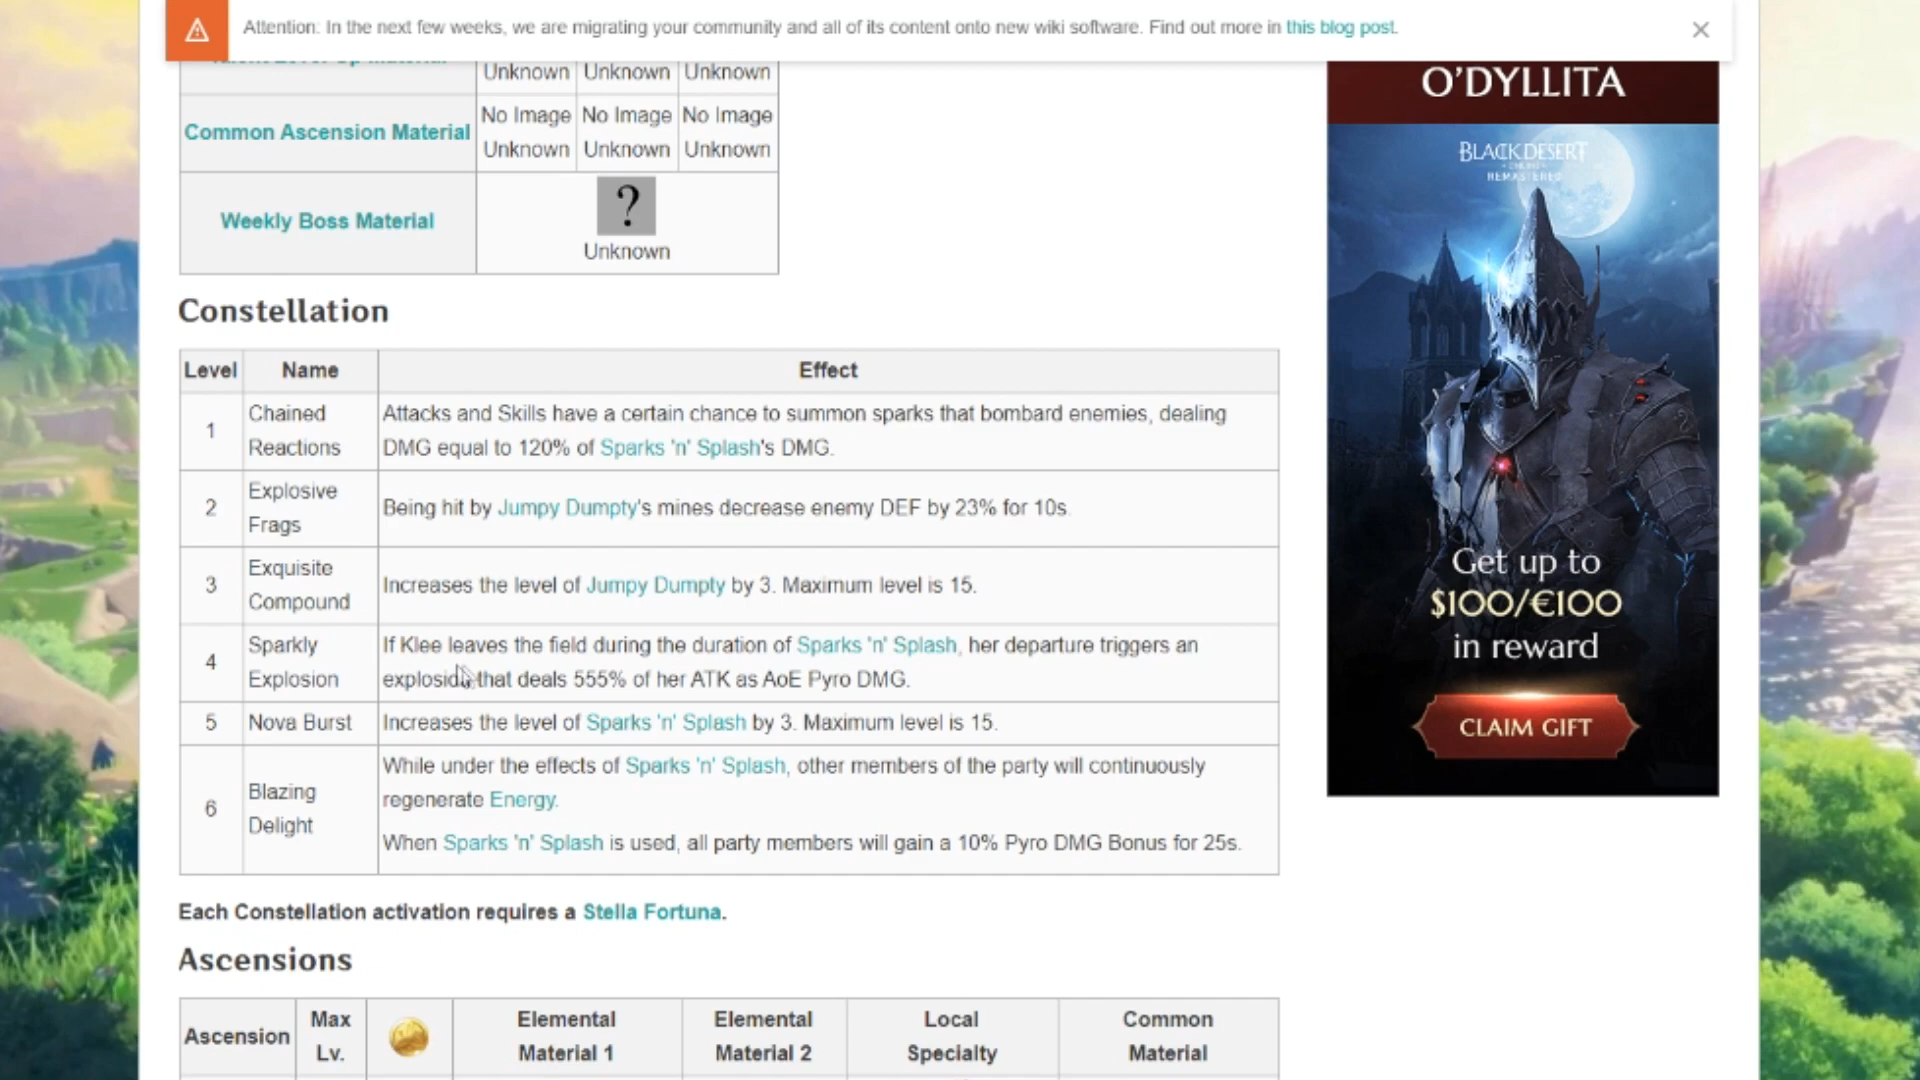 Attention: In the next few weeks, we are migrating your community and all of its content onto new wiki software. Find out more in this blog post.
Unknown Unknown Unknown
Common Ascension Material
No Image No Image No Image
Unknown Unknown Unknown
Weekly Boss Material
?
Unknown
Constellation
Level Name Effect
1
Chained
Reactions
Attacks and Skills have a certain chance to summon sparks that bombard enemies, dealing
DMG equal to 120% of Sparks 'n' Splash's DMG.
2
Explosive
Frags
Being hit by Jumpy Dumpty's mines decrease enemy DEF by 23% for 10s.
3
Exquisite
Compound
Increases the level of Jumpy Dumpty by 3. Maximum level is 15.
4
Sparkly
Explosion
If Klee leaves the field during the duration of Sparks 'n' Splash, her departure triggers an
explosion that deals 555% of her ATK as AoE Pyro DMG.
5 Nova Burst Increases the level of Sparks 'n' Splash by 3. Maximum level is 15.
6
Blazing
Delight
While under the effects of Sparks 'n' Splash, other members of the party will continuously
regenerate Energy.
When Sparks 'n' Splash is used, all party members will gain a 10% Pyro DMG Bonus for 25s.
Each Constellation activation requires a Stella Fortuna.
Ascensions
Ascension
Max
Lv.
Elemental
Material 1
Elemental
Material 2
Local
Specialty
Common
Material
O'DYLLITA
BLACK DESERT
ONLINE
REMASTERED
Get up to
$100/€100
in reward
CLAIM GIFT